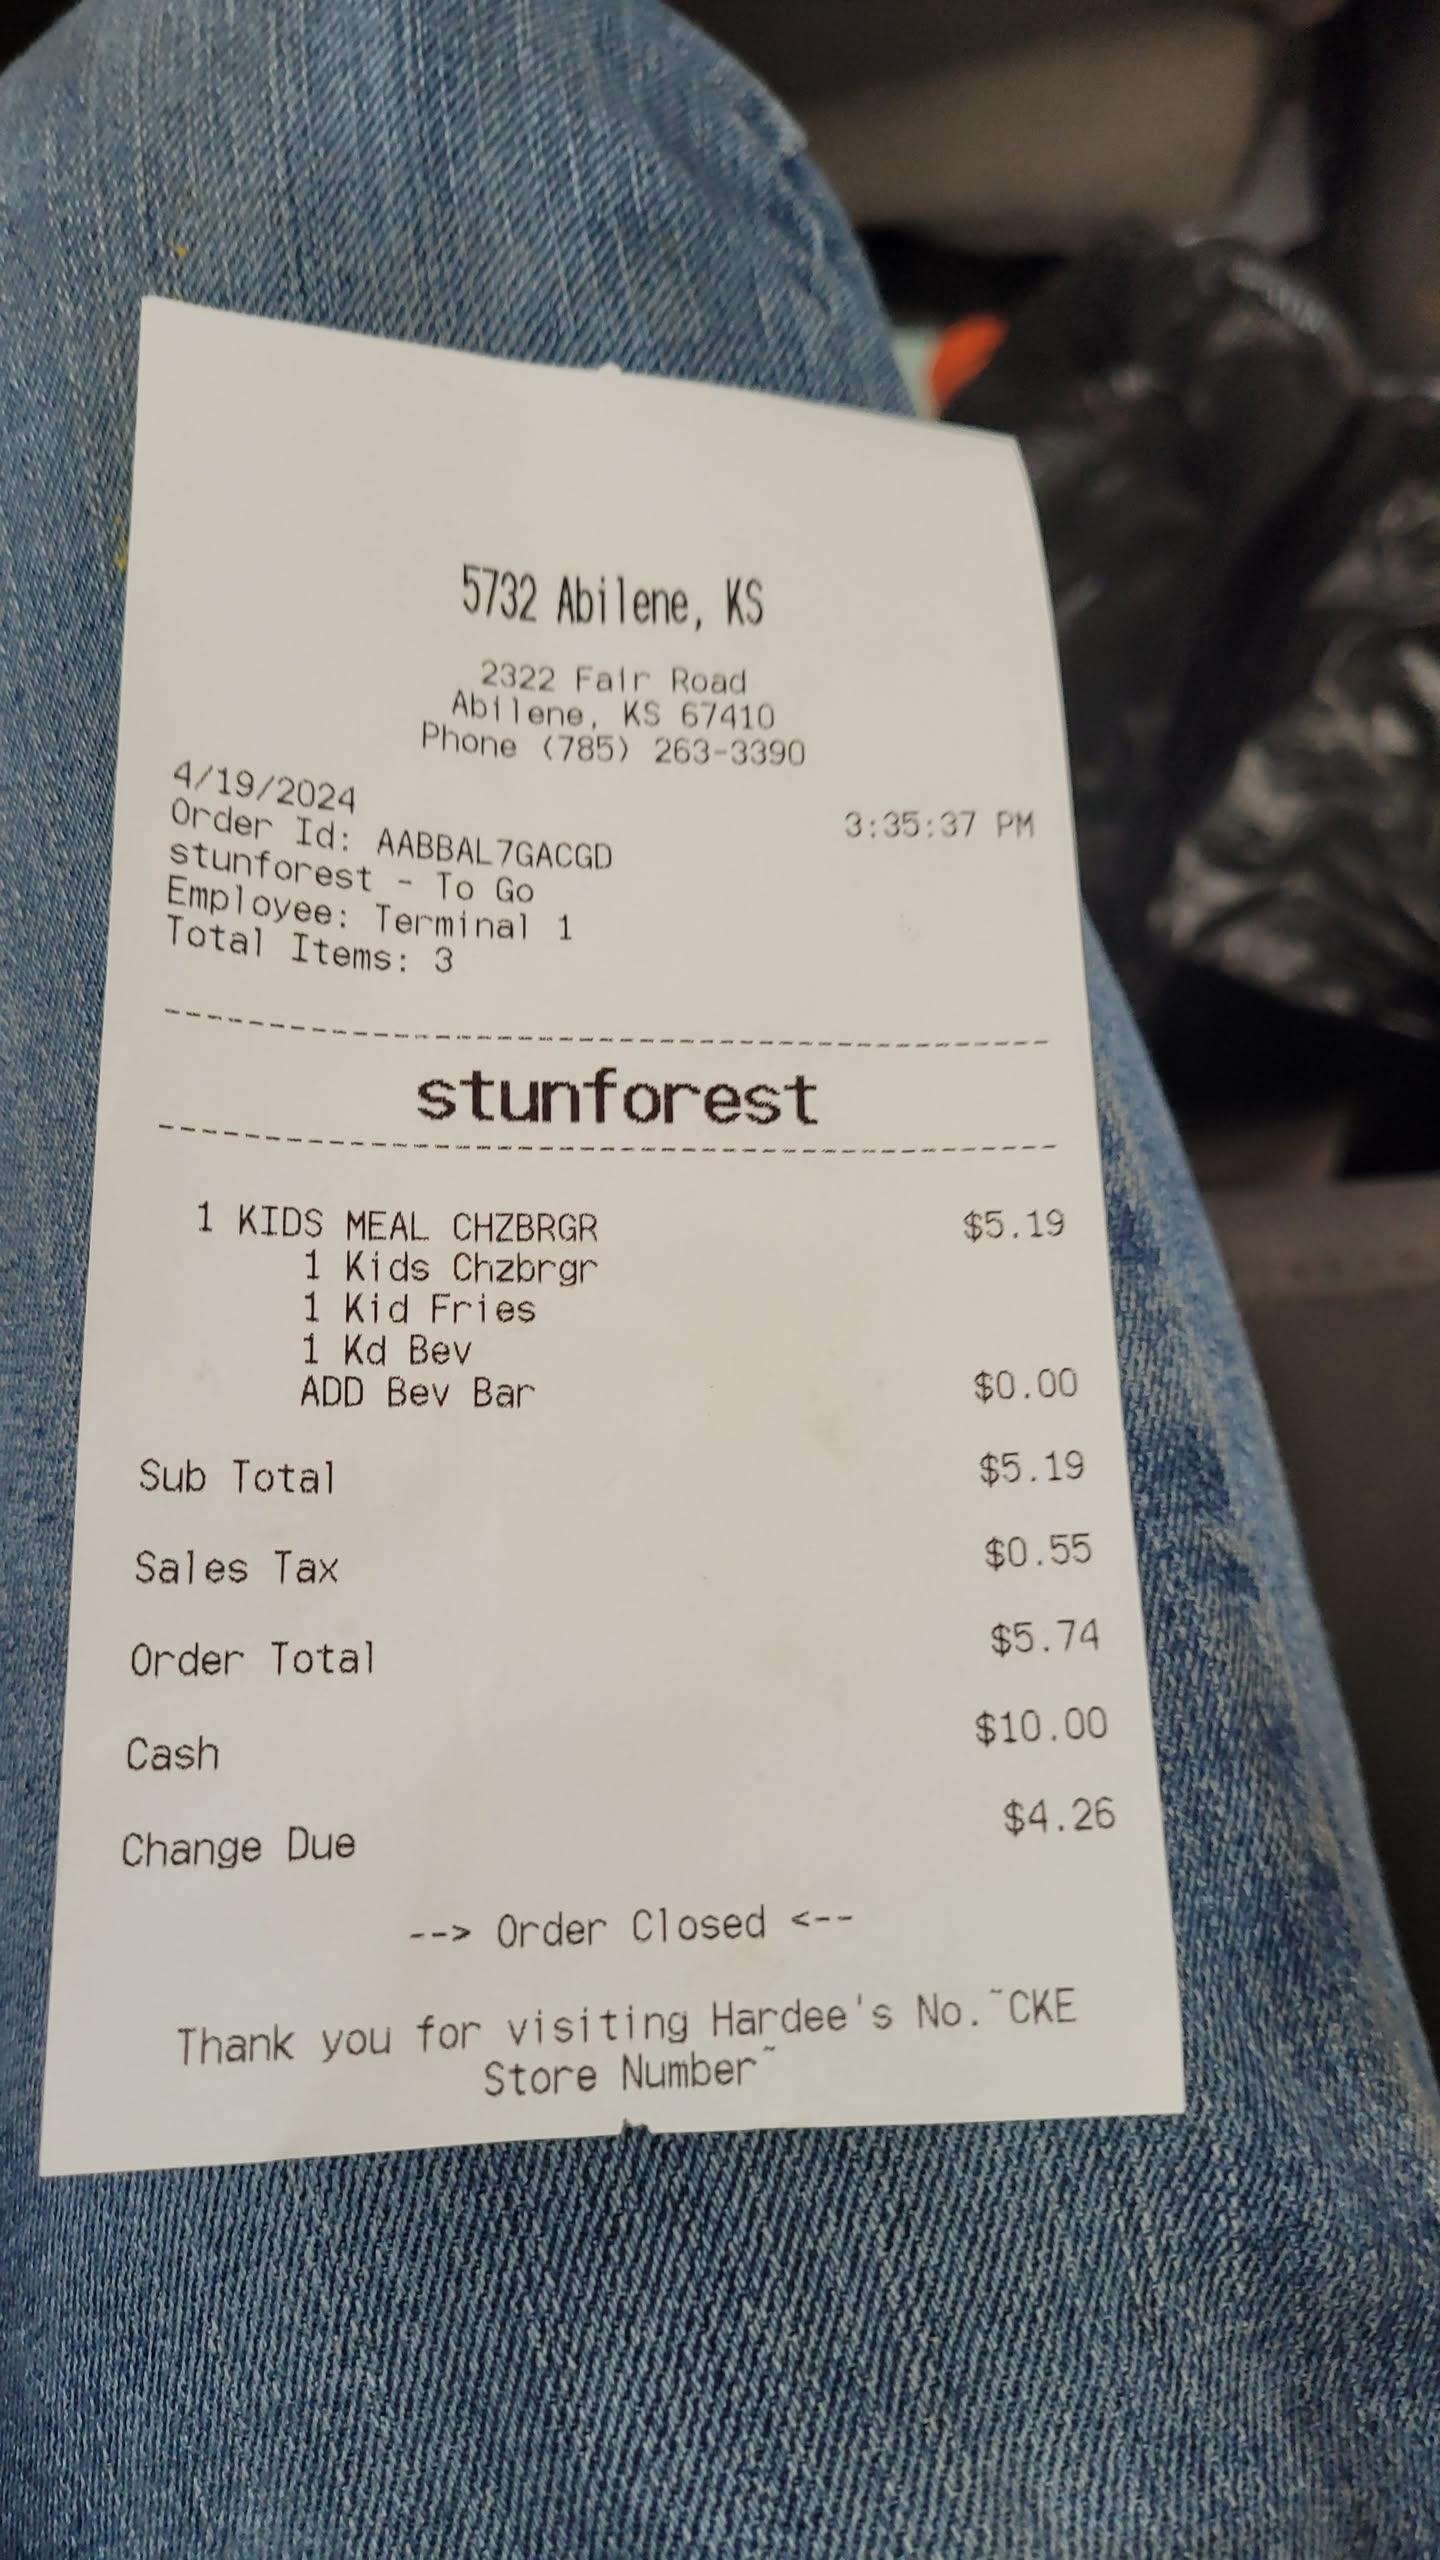 5732 Abilene, KS
2322 Fair Road
Abilene, KS 67410
Phone (785) 263-3390
4/19/2024 3:35:37 PM
Order Id: AABBAL7GACGD
stunforest - To Go
Employee: Terminal 1
Total Items: 3
stunforest
1 KIDS MEAL CHZBRGR $5.19
1 Kids Chzbrgr
1 Kid Fries
1 Kd Bev
ADD Bev Bar $0.00
Sub Total $5.19
Sales Tax $0.55
Order Total $5.74
Cash $10.00
Change Due $4.26
--> Order Closed <--
Thank you for visiting Hardee's No.~CKE
Store Number~